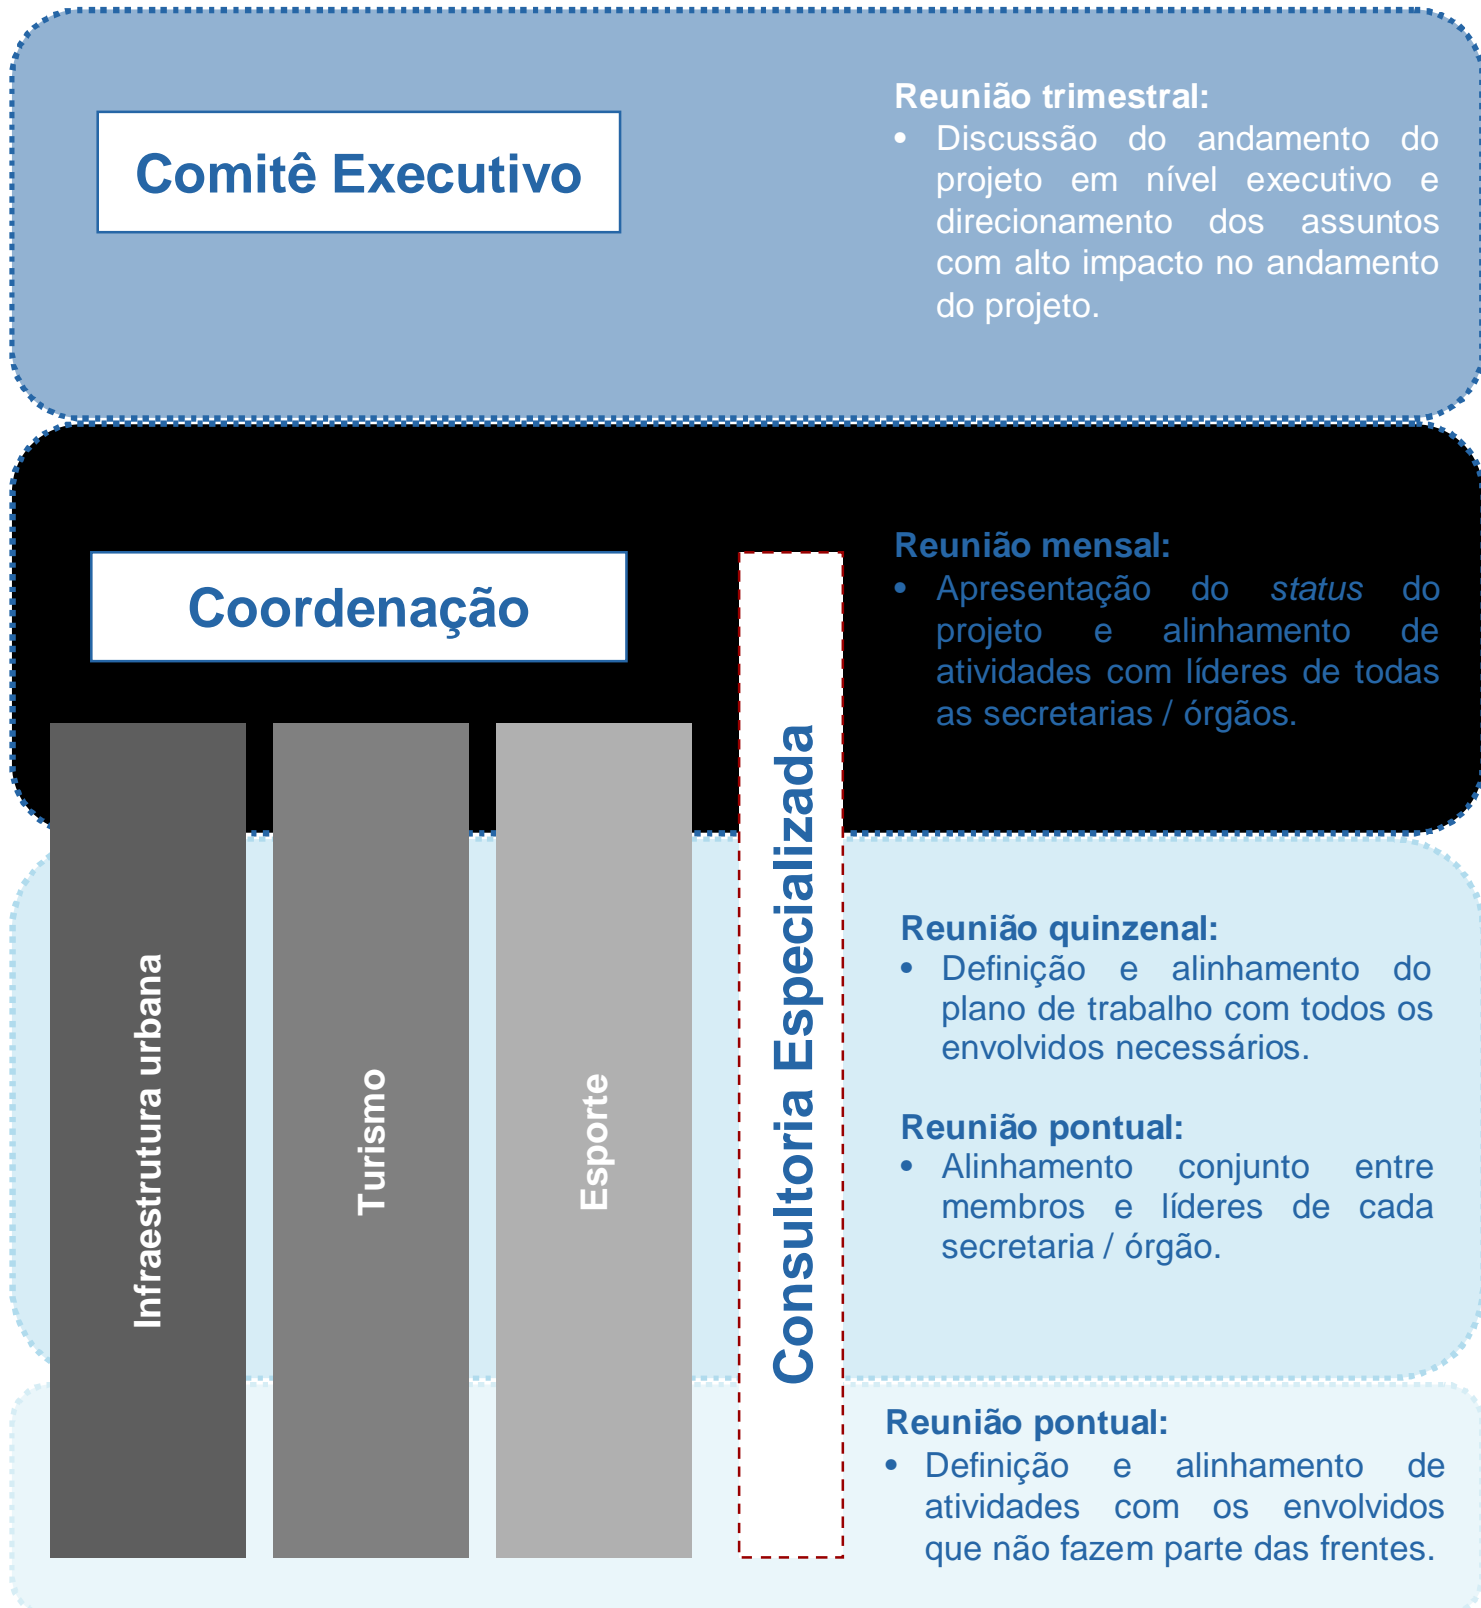 Comitê Executivo
Reunião trimestral:
• Discussão do andamento do
projeto em nível executivo e
direcionamento dos assuntos
com alto impacto no andamento
do projeto.
Coordenação
Reunião mensal:
• Apresentação do status do
projeto e alinhamento de
atividades com líderes de todas
as secretarias / órgãos.
Infraestrutura urbana
Turismo
Esporte
Consultoria Especializada
Reunião quinzenal:
• Definição e alinhamento do
plano de trabalho com todos os
envolvidos necessários.
Reunião pontual:
• Alinhamento conjunto entre
membros e líderes de cada
secretaria / órgão.
Reunião pontual:
• Definição e alinhamento de
atividades com os envolvidos
que não fazem parte das frentes.